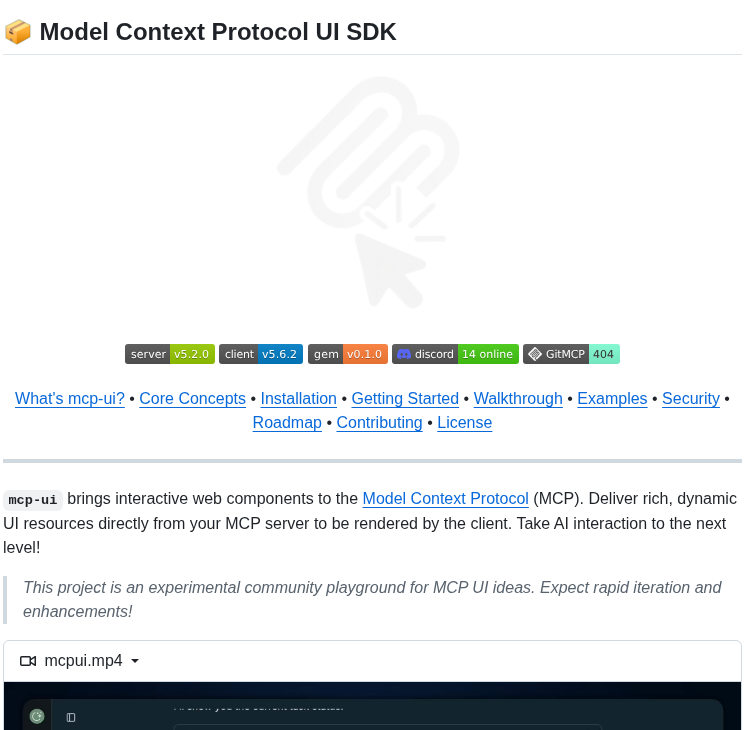 📦 Model Context Protocol UI SDK
server v5.2.0 client v5.6.2 gem v0.1.0 discord 14 online GitMCP 404
What's mcp-ui? • Core Concepts • Installation • Getting Started • Walkthrough • Examples • Security •
Roadmap • Contributing • License
mcp-ui brings interactive web components to the Model Context Protocol (MCP). Deliver rich, dynamic
UI resources directly from your MCP server to be rendered by the client. Take AI interaction to the next
level!
This project is an experimental community playground for MCP UI ideas. Expect rapid iteration and
enhancements!
mcpui.mp4